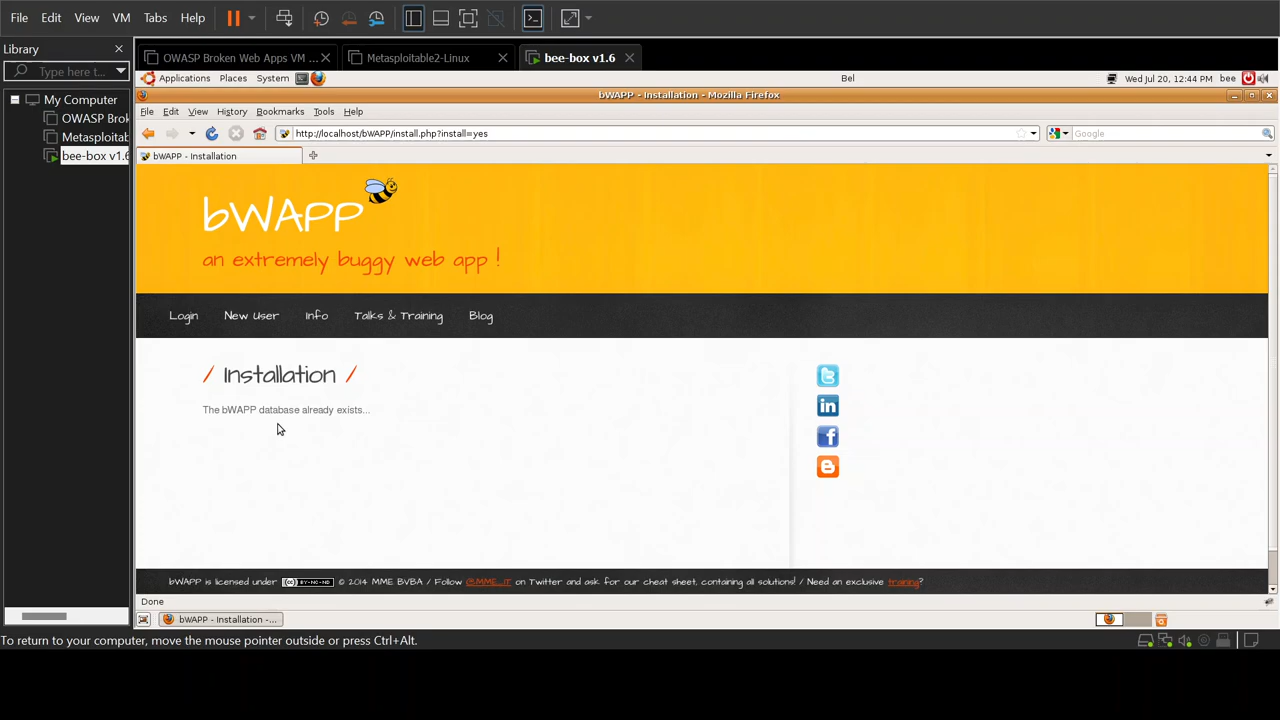 File Edit View VM Tabs Help
Library
Type here t...
My Computer
OWASP Brok
Metasploitab
bee-box v1.6
OWASP Broken Web Apps VM ...
Metasploitable2-Linux
bee-box v1.6
Applications Places System
Bel
Wed Jul 20, 12:44 PM
bee
bWAPP - Installation - Mozilla Firefox
File Edit View History Bookmarks Tools Help
http://localhost/bWAPP/install.php?install=yes
Google
bWAPP - Installation
bWAPP
an extremely buggy web app !
Login New User Info Talks & Training Blog
/ Installation /
The bWAPP database already exists...
bWAPP is licensed under (cc) BY-NC-ND © 2014 MME BVBA / Follow @MME_IT on Twitter and ask for our cheat sheet, containing all solutions! / Need an exclusive training?
Done
bWAPP - Installation -...
To return to your computer, move the mouse pointer outside or press Ctrl+Alt.